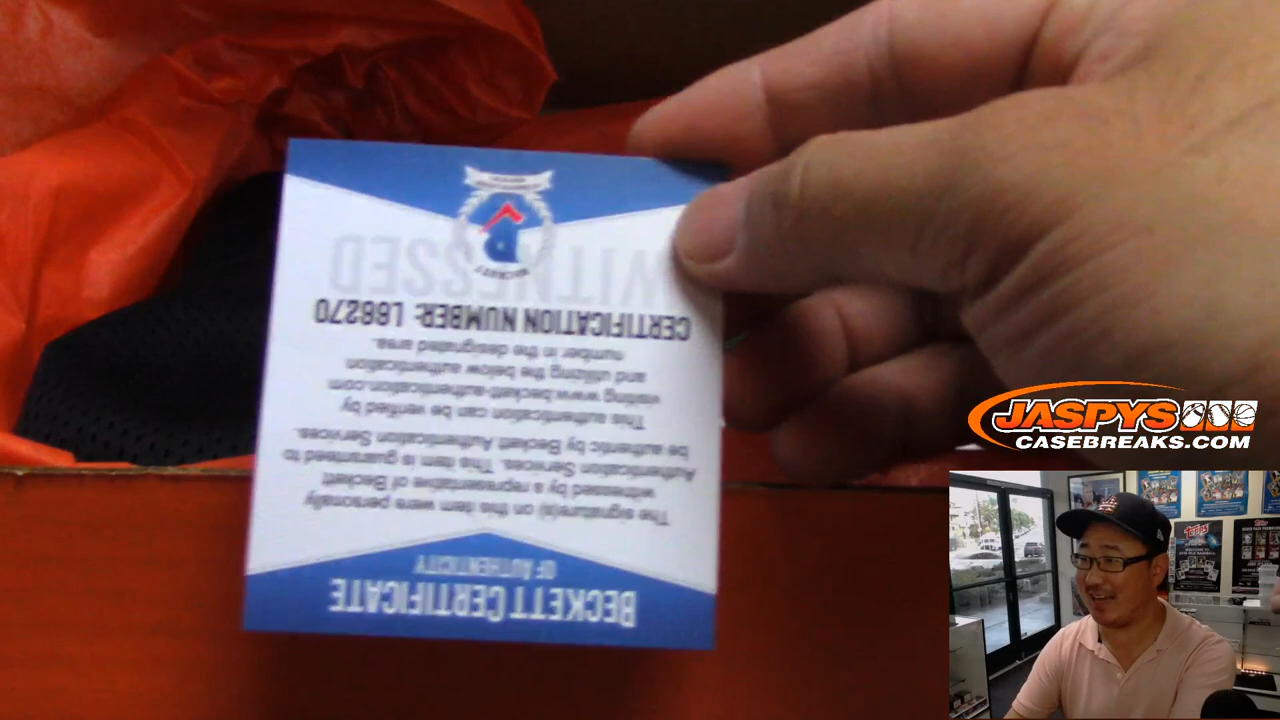 BECKETT CERTIFICATE
OF AUTHENTICITY
The signature(s) on this item were personally
witnessed by a representative of Beckett
Authentication Services. This item is guaranteed to
be authentic by Beckett Authentication Services.
This authentication can be verified by
visiting www.beckett-authentication.com
and utilizing the below authentication
number in the designated area.
CERTIFICATION NUMBER: L68270
WITNESSED
BECKETT
JASPYS
CASEBREAKS.COM
TOPPS